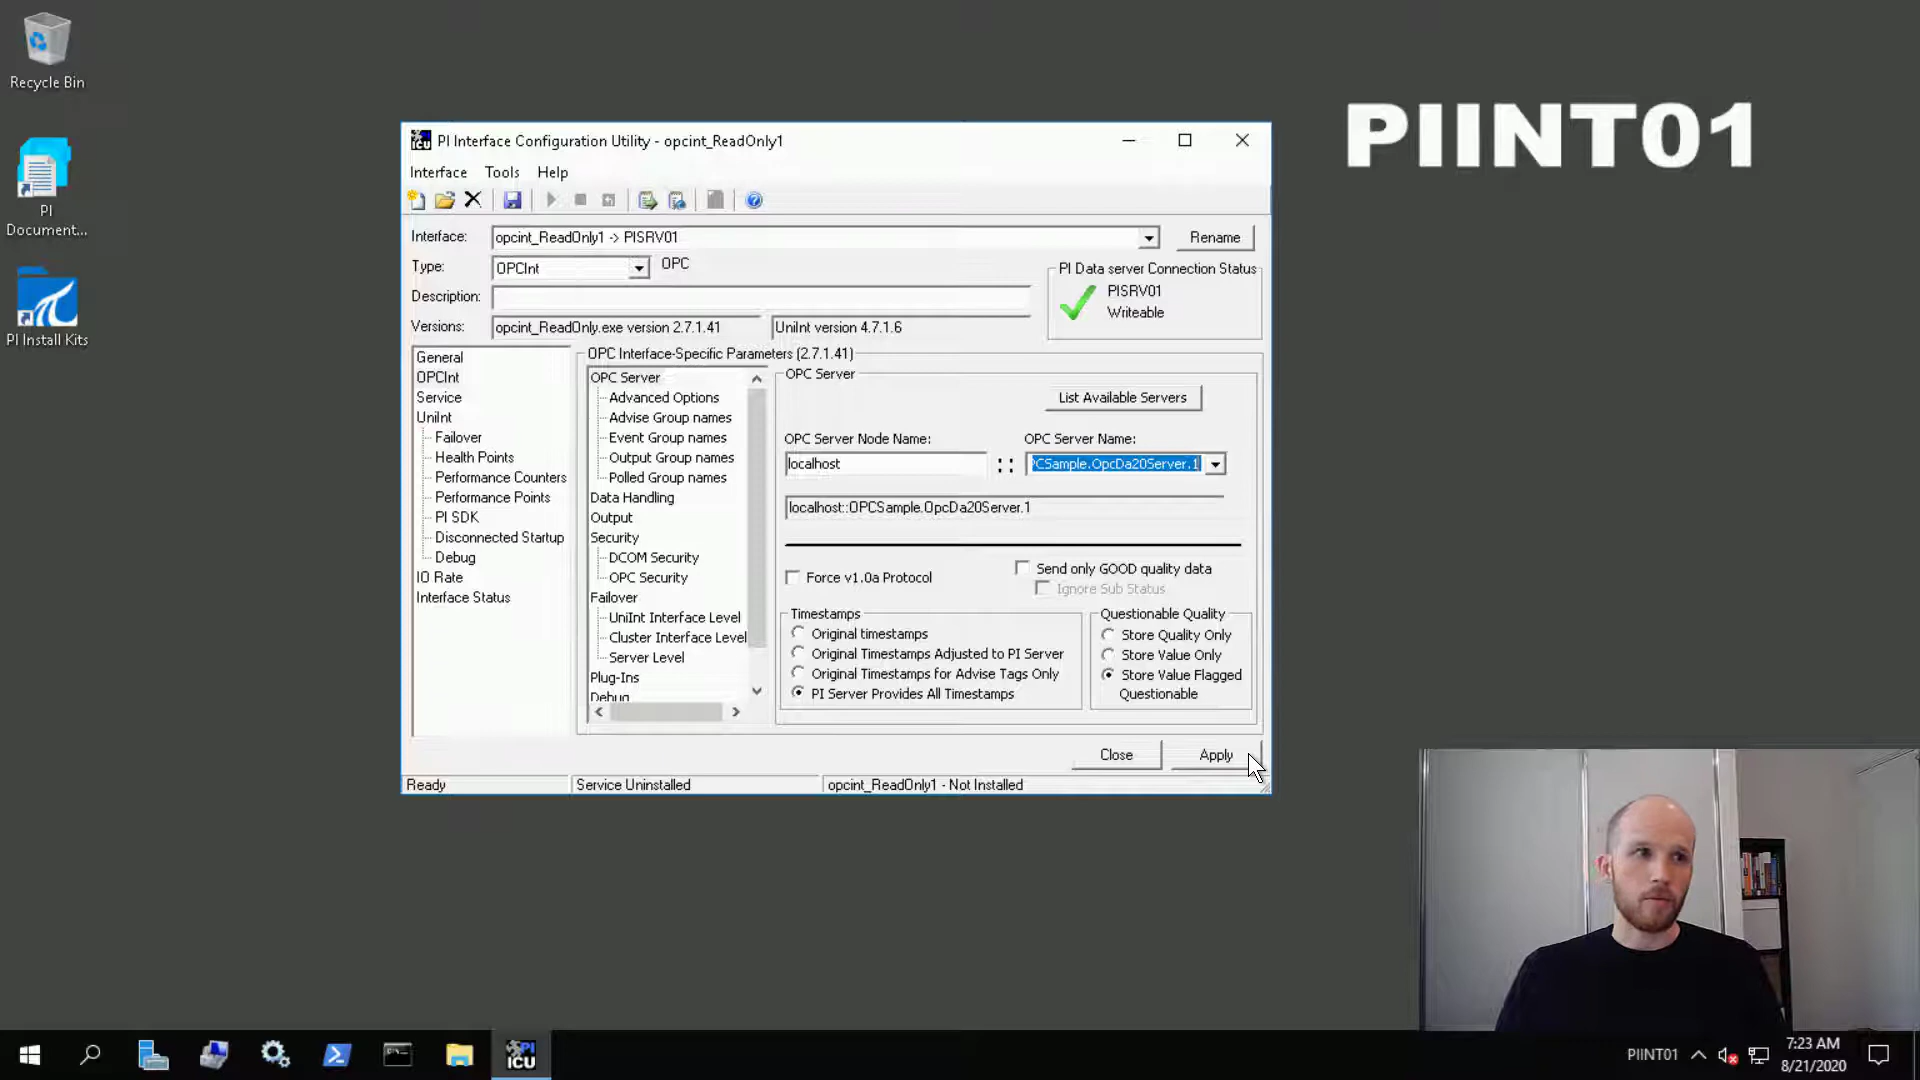 Recycle Bin
PI
Document...
PI Install Kits
PIINT01
PI ICU
PI Interface Configuration Utility - opcint_ReadOnly1
Interface Tools Help
Interface: opcint_ReadOnly1 -> PISRV01 Rename
Type: OPCInt OPC
Description:
Versions: opcint_ReadOnly.exe version 2.7.1.41 UniInt version 4.7.1.6
PI Data server Connection Status
PISRV01
Writeable
General
OPCInt
Service
UniInt
Failover
Health Points
Performance Counters
Performance Points
PI SDK
Disconnected Startup
Debug
IO Rate
Interface Status
OPC Interface-Specific Parameters (2.7.1.41)
OPC Server
Advanced Options
Advise Group names
Event Group names
Output Group names
Polled Group names
Data Handling
Output
Security
DCOM Security
OPC Security
Failover
UniInt Interface Level
Cluster Interface Level
Server Level
Plug-Ins
Debug
OPC Server
List Available Servers
OPC Server Node Name: OPC Server Name:
localhost :: PCSample.OpcDa20Server.1
localhost::OPCSample.OpcDa20Server.1
Force v1.0a Protocol
Send only GOOD quality data
Ignore Sub Status
Timestamps
Original timestamps
Original Timestamps Adjusted to PI Server
Original Timestamps for Advise Tags Only
PI Server Provides All Timestamps
Questionable Quality
Store Quality Only
Store Value Only
Store Value Flagged
Questionable
Close Apply
Ready Service Uninstalled opcint_ReadOnly1 - Not Installed
PI
ICU
PIINT01
7:23 AM
8/21/2020